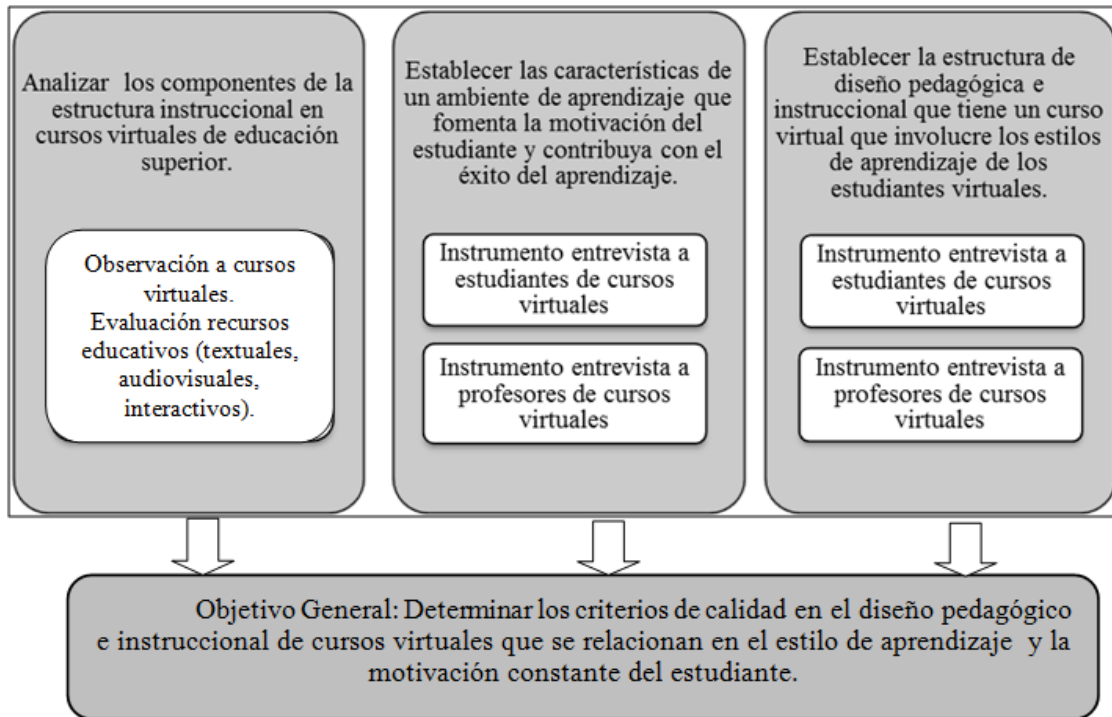 Analizar los componentes de la
estructura instruccional en
cursos virtuales de educación
superior.
Observación a cursos
virtuales.
Evaluación recursos
educativos (textuales,
audiovisuales,
interactivos).
Establecer las características de
un ambiente de aprendizaje que
fomenta la motivación del
estudiante y contribuya con el
éxito del aprendizaje.
Instrumento entrevista a
estudiantes de cursos
virtuales
Instrumento entrevista a
profesores de cursos
virtuales
Establecer la estructura de
diseño pedagógica e
instruccional que tiene un curso
virtual que involucre los estilos
de aprendizaje de los
estudiantes virtuales.
Instrumento entrevista a
estudiantes de cursos
virtuales
Instrumento entrevista a
profesores de cursos
virtuales
Objetivo General: Determinar los criterios de calidad en el diseño pedagógico
e instruccional de cursos virtuales que se relacionan en el estilo de aprendizaje y la
motivación constante del estudiante.